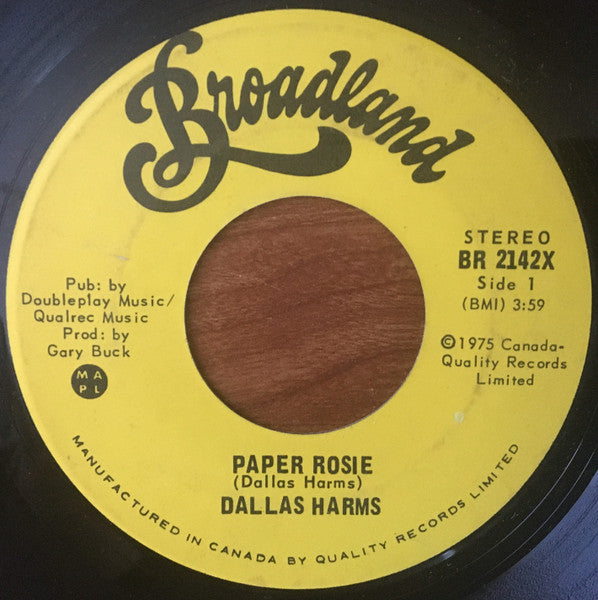 Broadland
STEREO
BR 2142X
Side 1
(BMI) 3:59
Pub: by
Doubleplay Music/
Qualrec Music
Prod: by
Gary Buck
M A
P L
©1975 Canada-
Quality Records
Limited
PAPER ROSIE
(Dallas Harms)
DALLAS HARMS
MANUFACTURED IN CANADA BY QUALITY RECORDS LIMITED